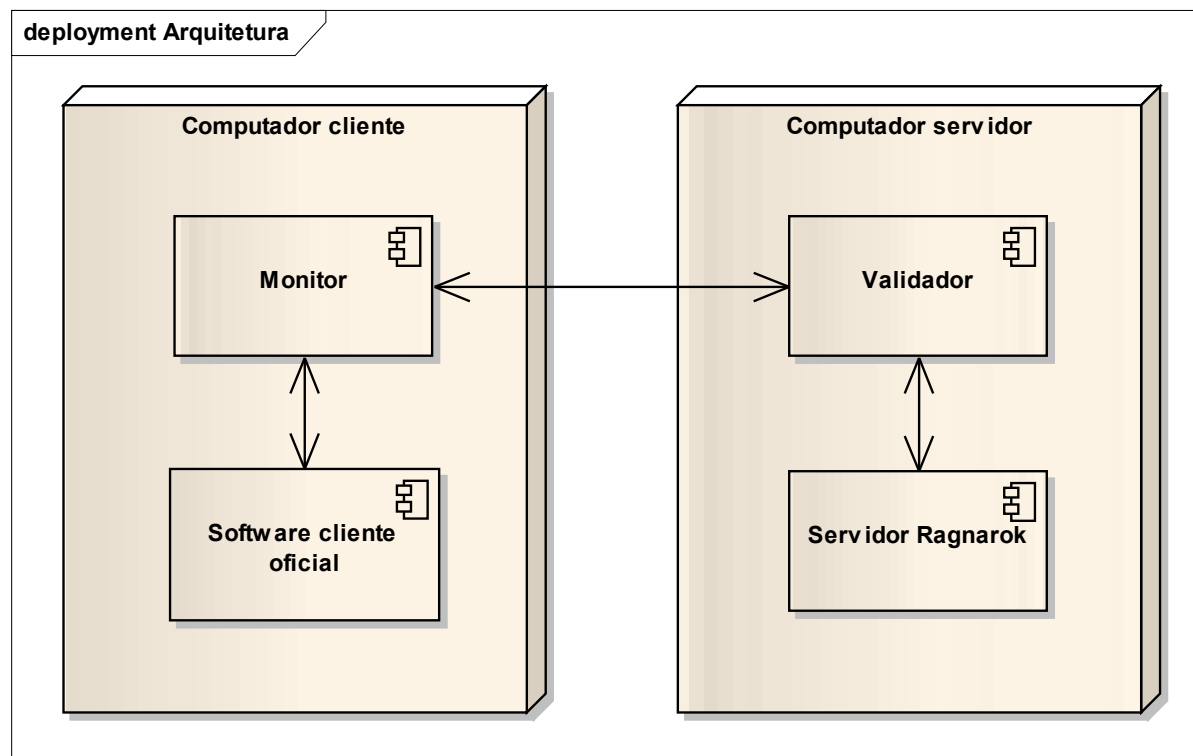 deployment Arquitetura
Computador cliente
Computador servidor
Monitor
Validador
Software cliente
oficial
Servidor Ragnarok